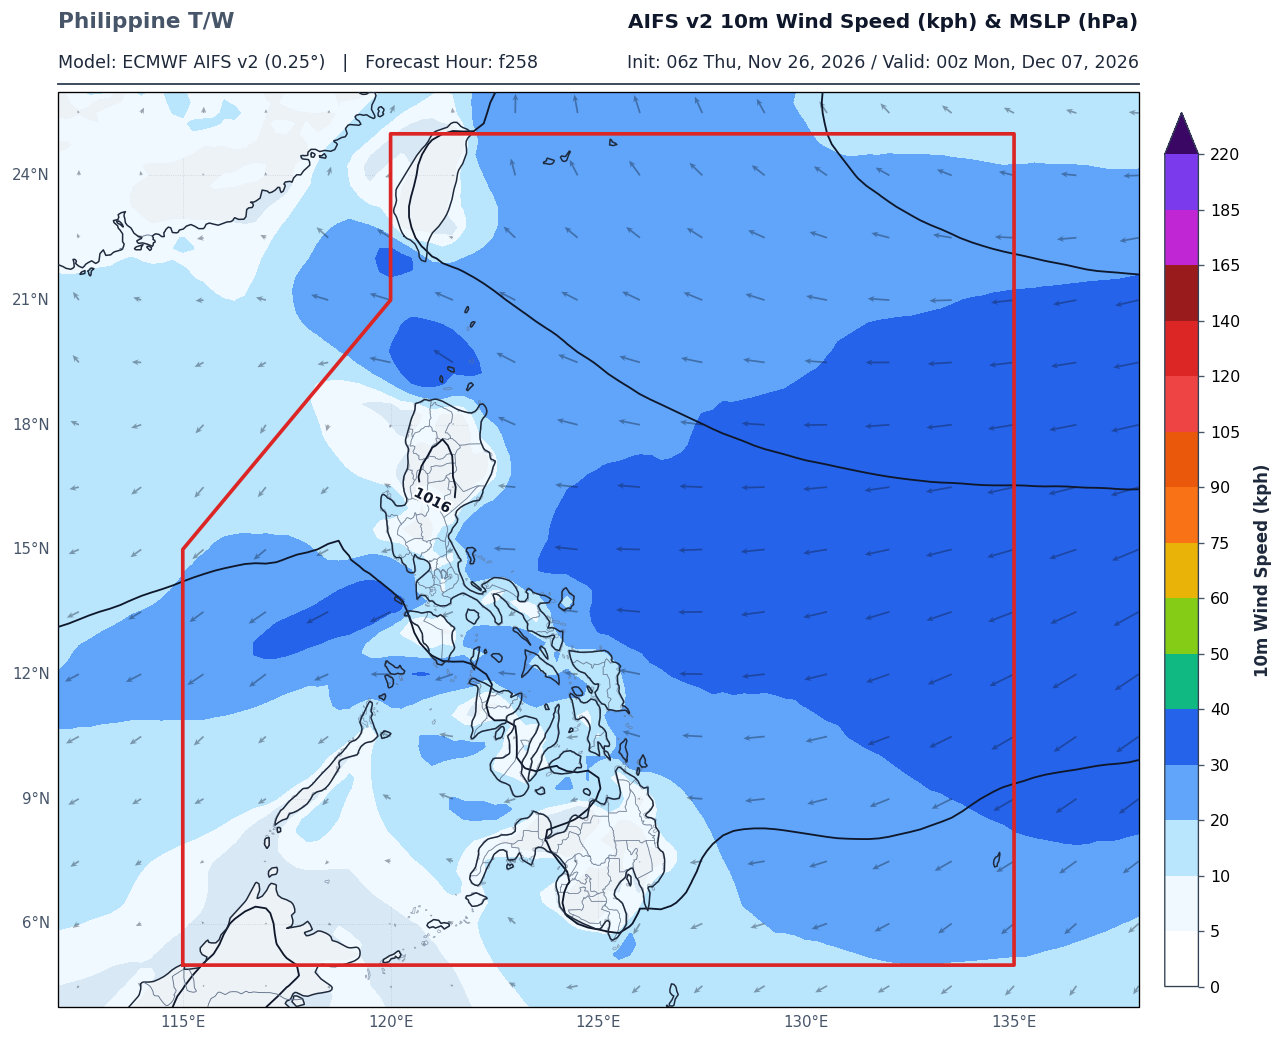 Philippine T/W
AIFS v2 10m Wind Speed (kph) & MSLP (hPa)
Model: ECMWF AIFS v2 (0.25°) | Forecast Hour: f258
Init: 06z Thu, Nov 26, 2026 / Valid: 00z Mon, Dec 07, 2026
24°N
21°N
18°N
15°N
12°N
9°N
6°N
1016
115°E
120°E
125°E
130°E
135°E
220
185
165
140
120
105
90
75
60
50
40
30
20
10
5
0
10m Wind Speed (kph)